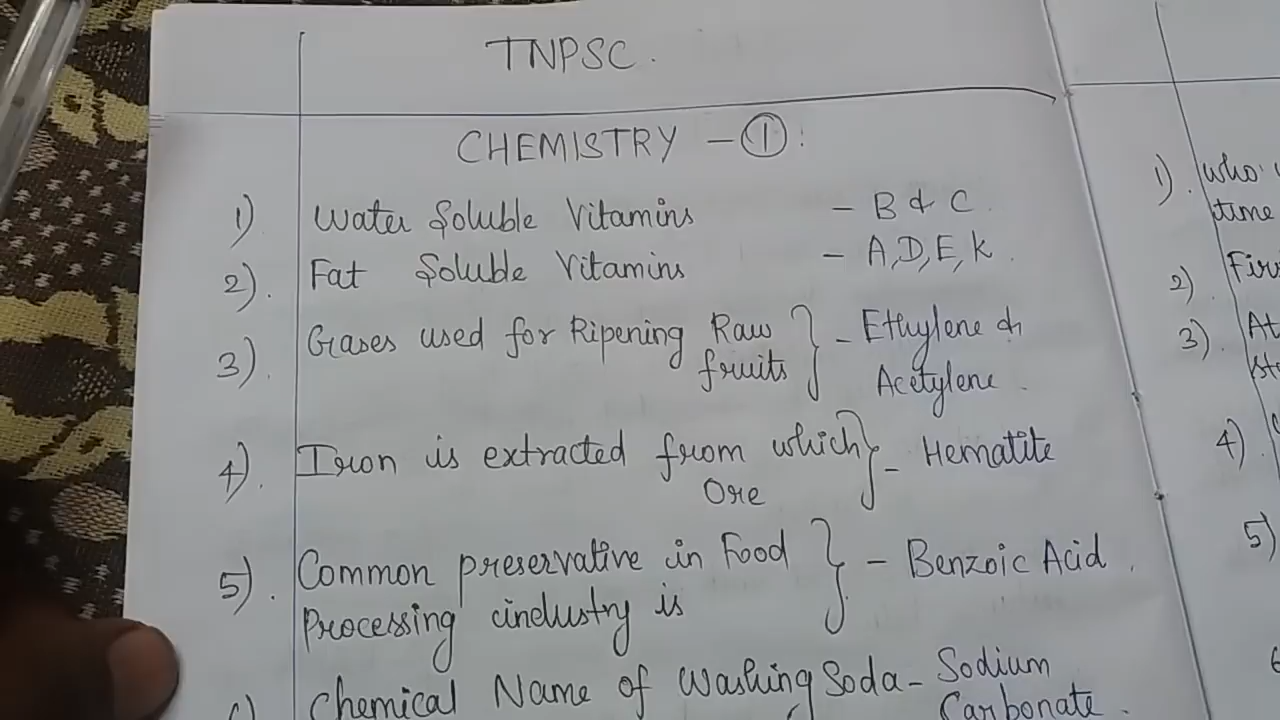 TNPSC.
CHEMISTRY - ①:
1) Water Soluble Vitamins - B & C.
2). Fat Soluble Vitamins - A,D,E,K.
3). Gases used for Ripening Raw fruits } - Ethylene & Acetylene.
4). Iron is extracted from which Ore } - Hematite
5). Common preservative in Food Processing industry is } - Benzoic Acid.
Chemical Name of Washing Soda - Sodium Carbonate.
1). Who
time
2) Firs
3). At
4)
5)